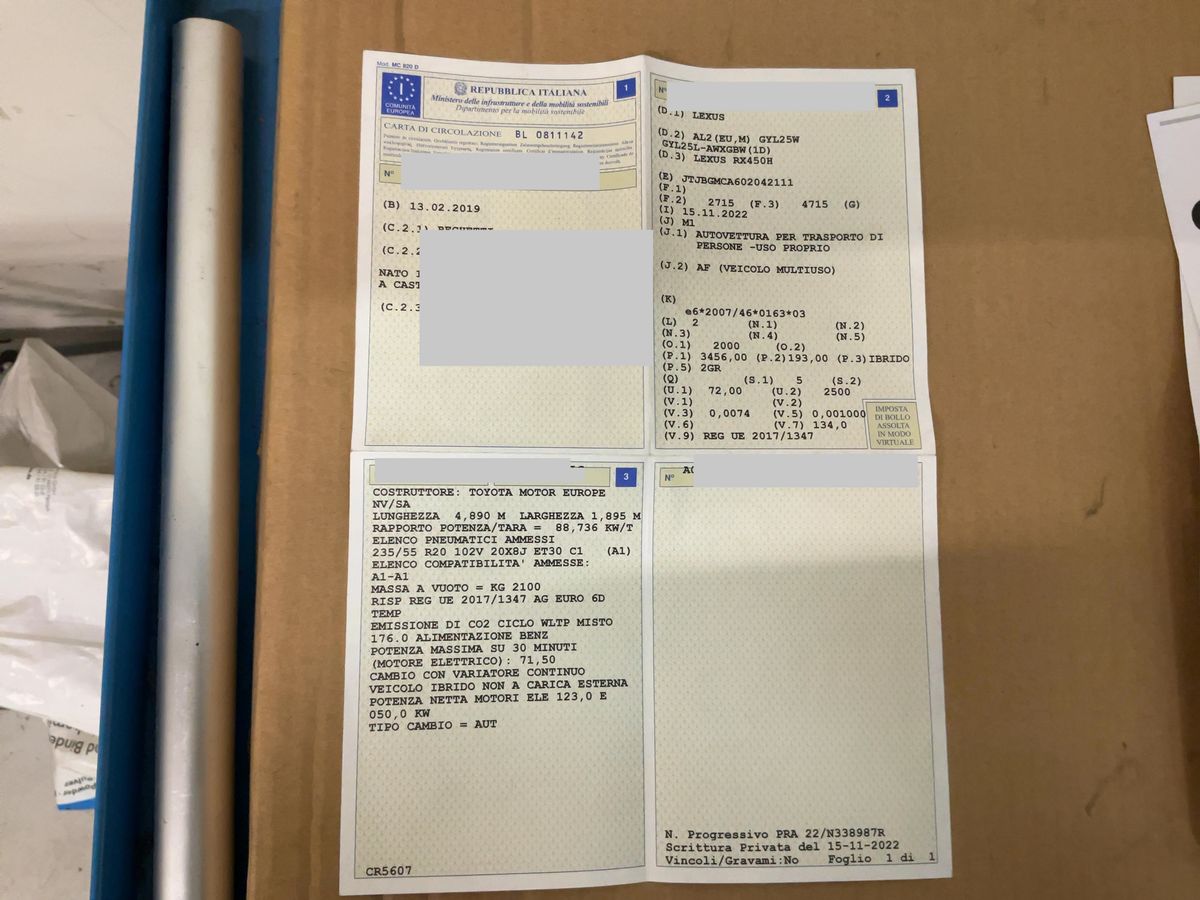 Mod. MC 820 D
I
COMUNITÀ
EUROPEA
REPUBBLICA ITALIANA
Ministero delle infrastrutture e della mobilità sostenibili
Dipartimento per la mobilità sostenibile
1
CARTA DI CIRCOLAZIONE BL 0811142
N°
(B) 13.02.2019
(C.2.1)
(C.2.2
NATO
A CAST
(C.2.3
N°
2
(D.1) LEXUS
(D.2) AL2(EU,M) GYL25W
GYL25L-AWXGBW(1D)
(D.3) LEXUS RX450H
(E) JTJBGMCA602042111
(F.1)
(F.2) 2715 (F.3) 4715 (G)
(I) 15.11.2022
(J) M1
(J.1) AUTOVETTURA PER TRASPORTO DI
PERSONE -USO PROPRIO
(J.2) AF (VEICOLO MULTIUSO)
(K)
e6*2007/46*0163*03
(L) 2 (N.1) (N.2)
(N.3) (N.4) (N.5)
(O.1) 2000 (O.2)
(P.1) 3456,00 (P.2)193,00 (P.3)IBRIDO
(P.5) 2GR
(Q) (S.1) 5 (S.2)
(U.1) 72,00 (U.2) 2500
(V.1) (V.2)
(V.3) 0,0074 (V.5) 0,001000
(V.6) (V.7) 134,0
(V.9) REG UE 2017/1347
IMPOSTA
DI BOLLO
ASSOLTA
IN MODO
VIRTUALE
3
COSTRUTTORE: TOYOTA MOTOR EUROPE
NV/SA
LUNGHEZZA 4,890 M LARGHEZZA 1,895 M
RAPPORTO POTENZA/TARA = 88,736 KW/T
ELENCO PNEUMATICI AMMESSI
235/55 R20 102V 20X8J ET30 C1 (A1)
ELENCO COMPATIBILITA' AMMESSE:
A1-A1
MASSA A VUOTO = KG 2100
RISP REG UE 2017/1347 AG EURO 6D
TEMP
EMISSIONE DI CO2 CICLO WLTP MISTO
176.0 ALIMENTAZIONE BENZ
POTENZA MASSIMA SU 30 MINUTI
(MOTORE ELETTRICO): 71,50
CAMBIO CON VARIATORE CONTINUO
VEICOLO IBRIDO NON A CARICA ESTERNA
POTENZA NETTA MOTORI ELE 123,0 E
050,0 KW
TIPO CAMBIO = AUT
CR5607
N°
N. Progressivo PRA 22/N338987R
Scrittura Privata del 15-11-2022
Vincoli/Gravami:No Foglio 1 di 1